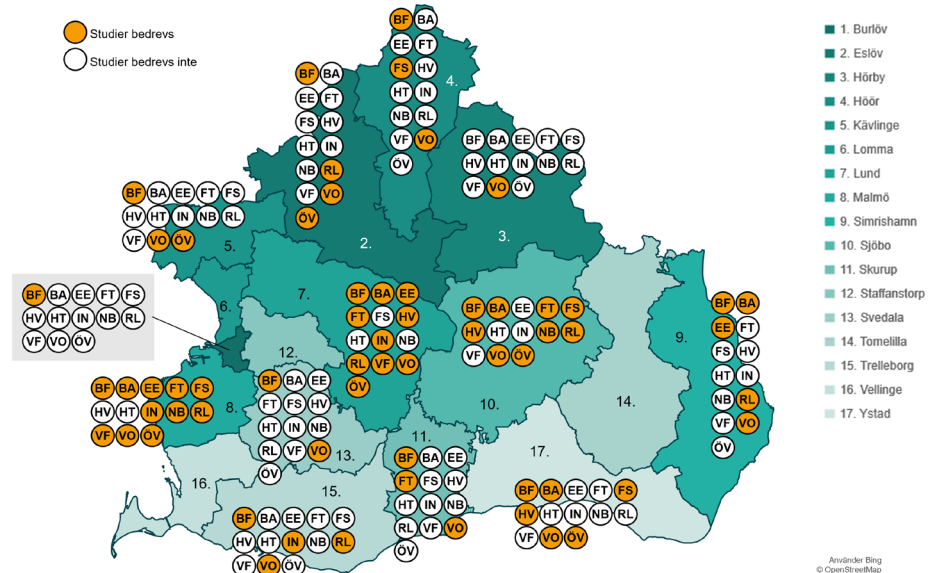 Studier bedrevs
Studier bedrevs inte
1. Burlöv
2. Eslöv
3. Hörby
4. Höör
5. Kävlinge
6. Lomma
7. Lund
8. Malmö
9. Simrishamn
10. Sjöbo
11. Skurup
12. Staffanstorp
13. Svedala
14. Tomelilla
15. Trelleborg
16. Vellinge
17. Ystad
BF BA
EE FT
FS HV
HT IN
NB RL
VF VO
ÖV
4.
BF BA
EE FT
FS HV
HT IN
NB RL
VF VO
ÖV
2.
BF BA EE FT FS
HV HT IN NB RL
VF VO ÖV
3.
BF BA EE FT FS
HV HT IN NB RL
VF VO ÖV
5.
BF BA EE FT FS
HV HT IN NB RL
VF VO ÖV
6.
7.
BF BA EE
FT FS HV
HT IN NB
RL VF VO
ÖV
BF BA EE FT FS
HV HT IN NB RL
VF VO ÖV
10.
9.
BF BA
EE FT
FS HV
HT IN
NB RL
VF VO
ÖV
BF BA EE FT FS
HV HT IN NB RL
VF VO ÖV
8.
12.
BF BA EE
FT FS HV
HT IN NB
RL VF VO
ÖV
13.
14.
11.
BF BA EE
FT FS HV
HT IN NB
RL VF VO
ÖV
16.
15.
BF BA EE FT FS
HV HT IN NB RL
VF VO ÖV
17.
BF BA EE FT FS
HV HT IN NB RL
VF VO ÖV
Använder Bing
© OpenStreetMap